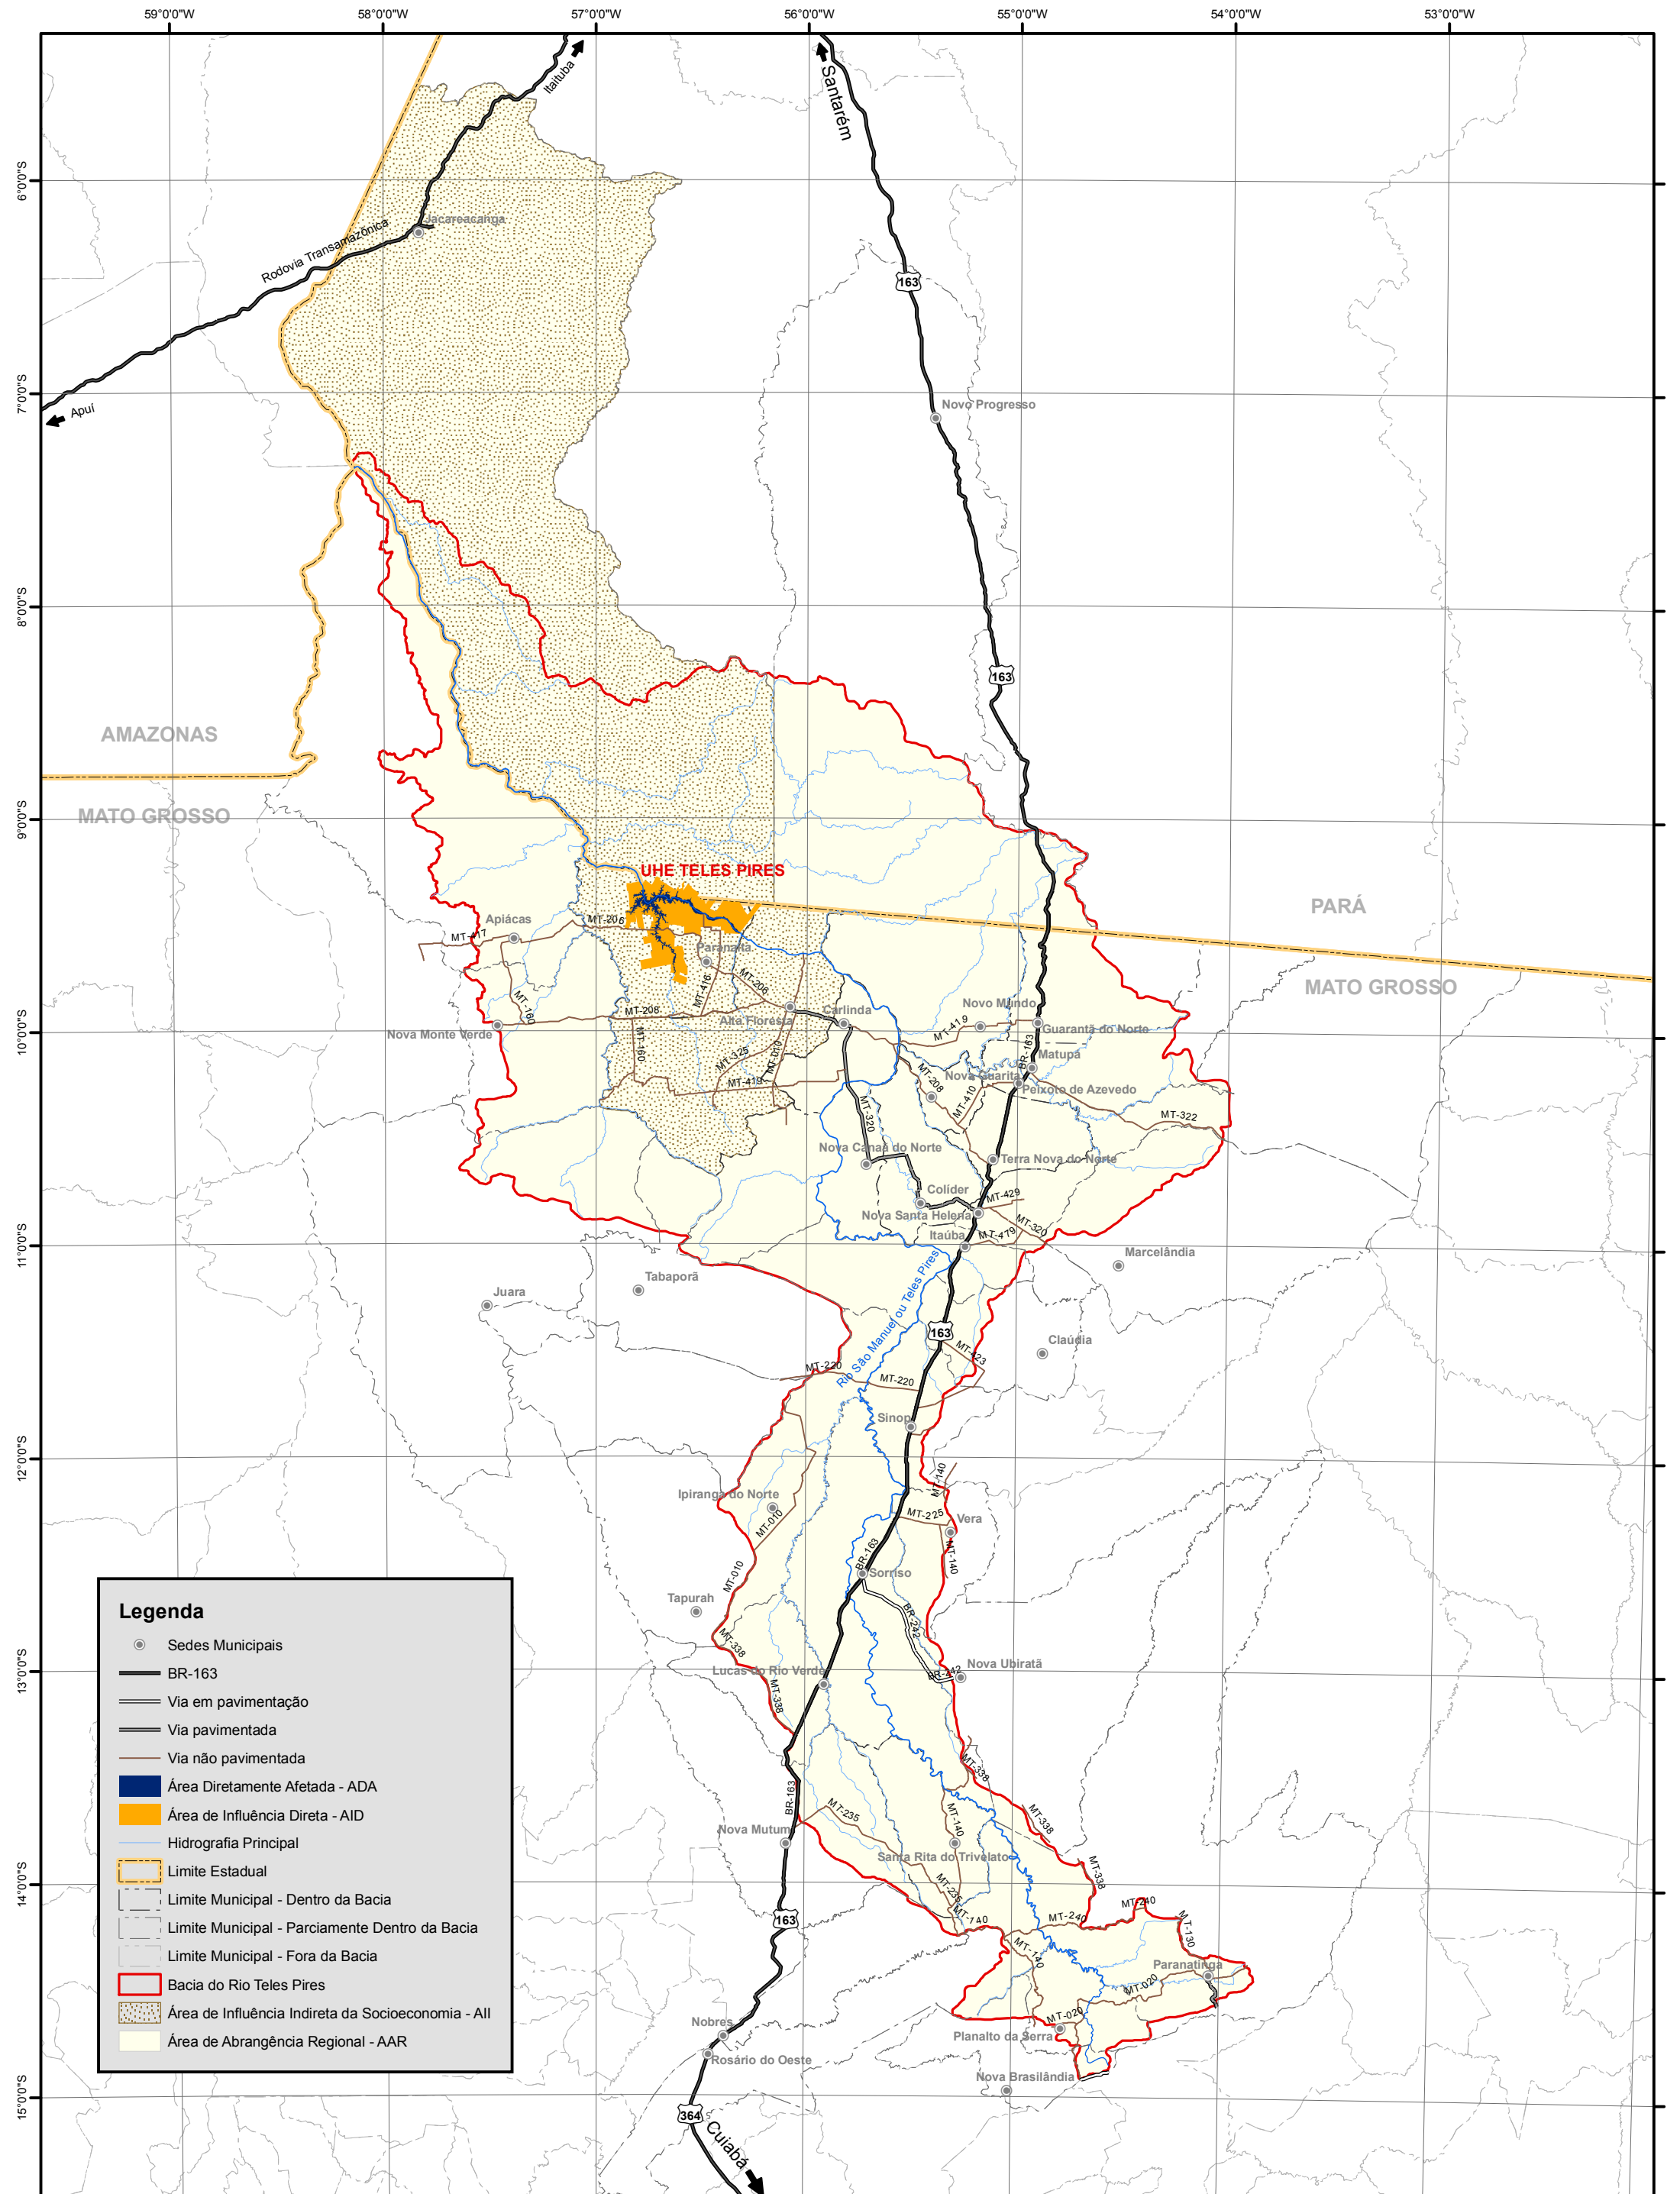 59°0'0"W
58°0'0"W
57°0'0"W
56°0'0"W
55°0'0"W
54°0'0"W
53°0'0"W
Itaituba
Santarém
6°0'0"S
Jacareacanga
Rodovia Transamazônica
163
7°0'0"S
Apuí
Novo Progresso
8°0'0"S
163
AMAZONAS
MATO GROSSO
9°0'0"S
UHE TELES PIRES
PARÁ
MATO GROSSO
Apiácas
MT-206
MT-417
Paranaíta
MT-206
MT-416
MT-160
MT-208
Alta Floresta
Carlinda
Novo Mundo
MT-419
Guarantã do Norte
10°0'0"S
Nova Monte Verde
MT-160
MT-325
MT-010
MT-419
BR-163
Matupá
Nova Guarita
MT-208
MT-410
Peixoto de Azevedo
MT-322
MT-320
Nova Canaã do Norte
Terra Nova do Norte
Colíder
MT-429
Nova Santa Helena
MT-320
Itaúba
MT-479
11°0'0"S
Marcelândia
Tabaporã
Juara
Rio São Manuel ou Teles Pires
163
Claúdia
MT-423
MT-220
MT-220
Sinop
12°0'0"S
MT-140
Ipiranga do Norte
MT-010
MT-225
Vera
BR-163
MT-140
Sorriso
MT-010
Tapurah
BR-242
MT-338
13°0'0"S
Lucas do Rio Verde
BR-242
Nova Ubiratã
MT-338
MT-338
BR-163
MT-235
MT-140
MT-338
Nova Mutum
Santa Rita do Trivelato
14°0'0"S
MT-338
MT-235
MT-140
163
MT-240
MT-240
MT-130
MT-140
Paranatinga
MT-020
Nobres
MT-020
Planalto da Serra
Rosário do Oeste
Nova Brasilândia
15°0'0"S
364
Cuiabá
Legenda
Sedes Municipais
BR-163
Via em pavimentação
Via pavimentada
Via não pavimentada
Área Diretamente Afetada - ADA
Área de Influência Direta - AID
Hidrografia Principal
Limite Estadual
Limite Municipal - Dentro da Bacia
Limite Municipal - Parciamente Dentro da Bacia
Limite Municipal - Fora da Bacia
Bacia do Rio Teles Pires
Área de Influência Indireta da Socioeconomia - AII
Área de Abrangência Regional - AAR